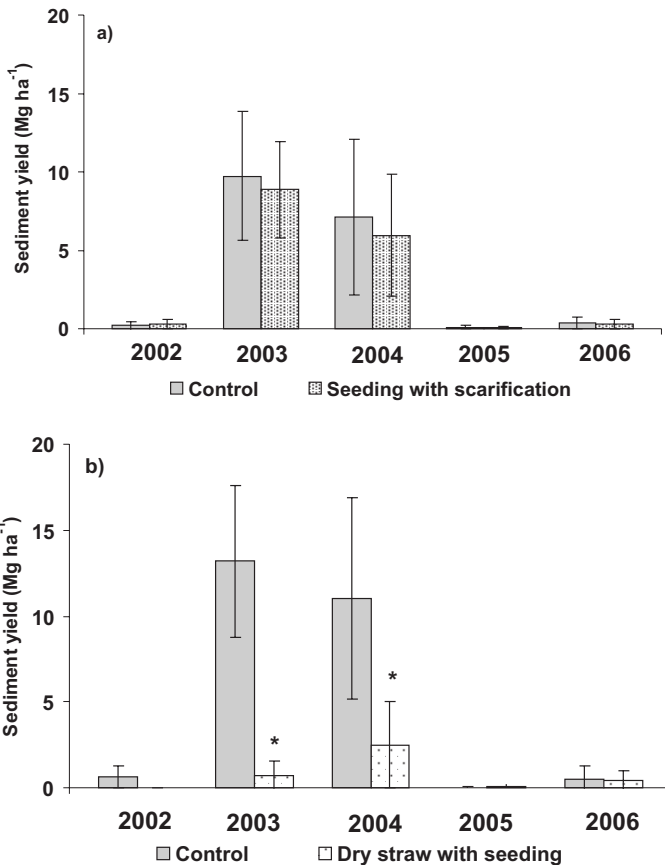 a)
Sediment yield (Mg ha⁻¹)
20
15
10
5
0
2002 2003 2004 2005 2006
Control Seeding with scarification
b)
Sediment yield (Mg ha⁻¹)
20
15
10
5
0
*
*
2002 2003 2004 2005 2006
Control Dry straw with seeding